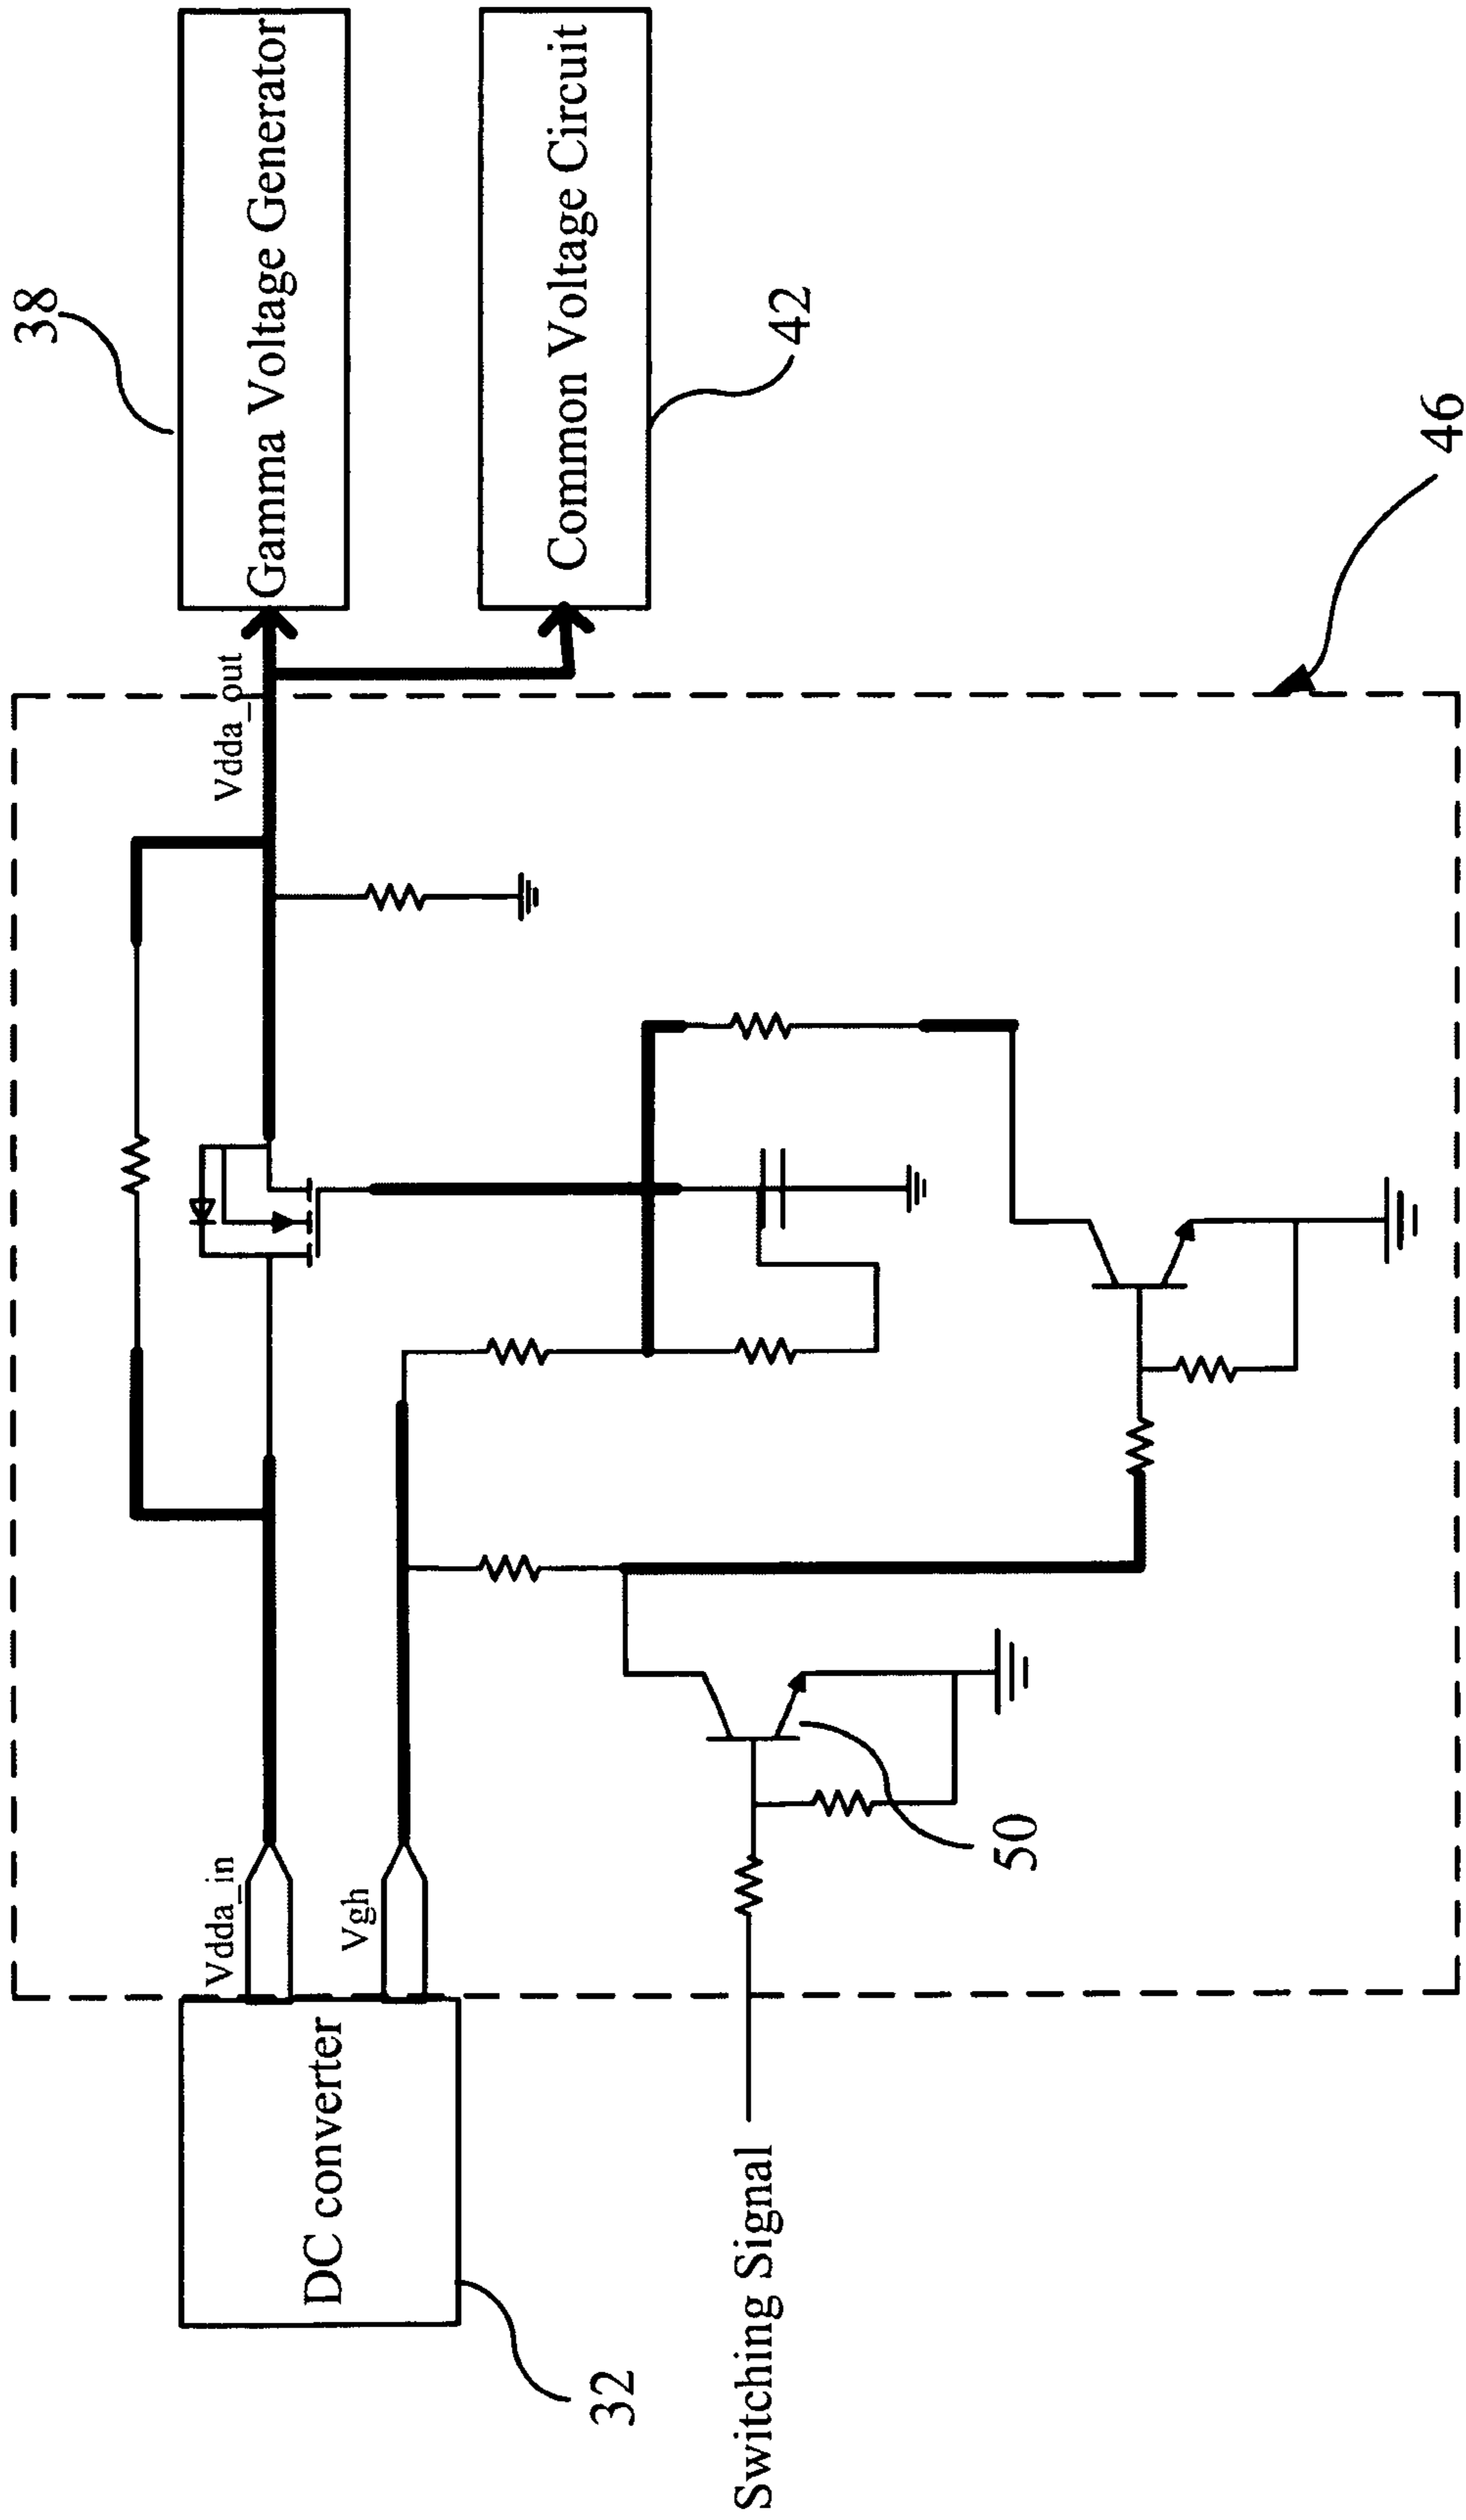 38
Gamma Voltage Generator
Common Voltage Circuit
42
46
Vdda_out
Vdda_in
Vgh
50
DC converter
32
Switching Signal